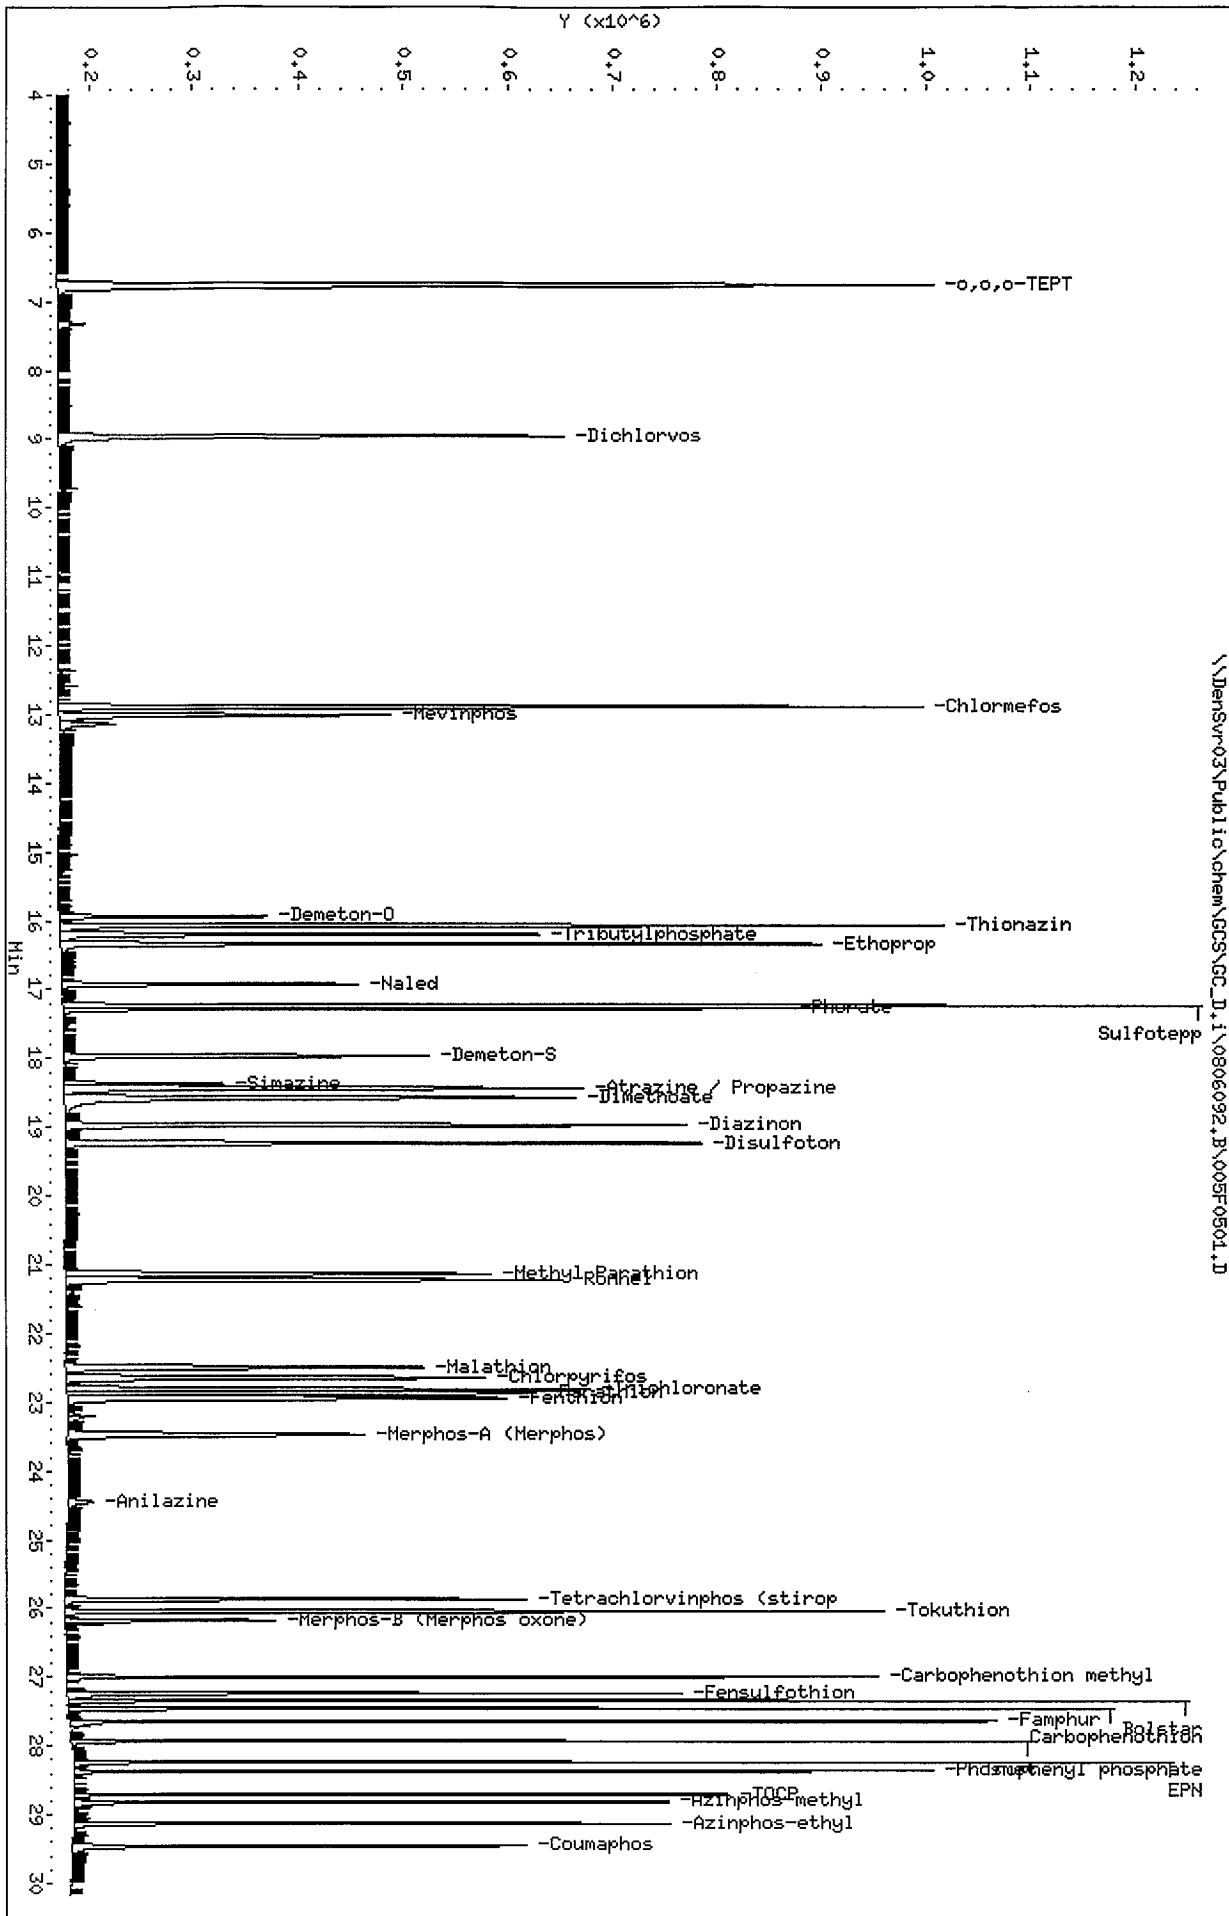 \\DenSvr03\Public\chem\GCS\GC_D.i\0806092.B\005F0501.D
Y (x10^6)
0.2
0.3
0.4
0.5
0.6
0.7
0.8
0.9
1.0
1.1
1.2
-o,o,o-TEPT
-Dichlorvos
-Chlormefos
-Mevinphos
-Demeton-O
-Thionazin
-Tributylphosphate
-Ethoprop
-Naled
-Phorate
Sulfotepp
-Demeton-S
-Simazine
-Atrazine / Propazine
-Dimethoate
-Diazinon
-Disulfoton
-Methyl Parathion
-Ronnel
-Malathion
-Chlorpyrifos
-Fenthion
-Merphos-A (Merphos)
-Anilazine
-Tetrachlorvinphos (stirop
-Tokuthion
-Merphos-B (Merphos oxone)
-Carbophenothion methyl
-Fensulfothion
-Famphur
Bolstar
Carbophenothion
phosphate
EPN
-TOCP
-Azinphos-methyl
-Azinphos-ethyl
-Coumaphos
4
5
6
7
8
9
10
11
12
13
14
15
16
17
18
19
20
21
22
23
24
25
26
27
28
29
30
Min